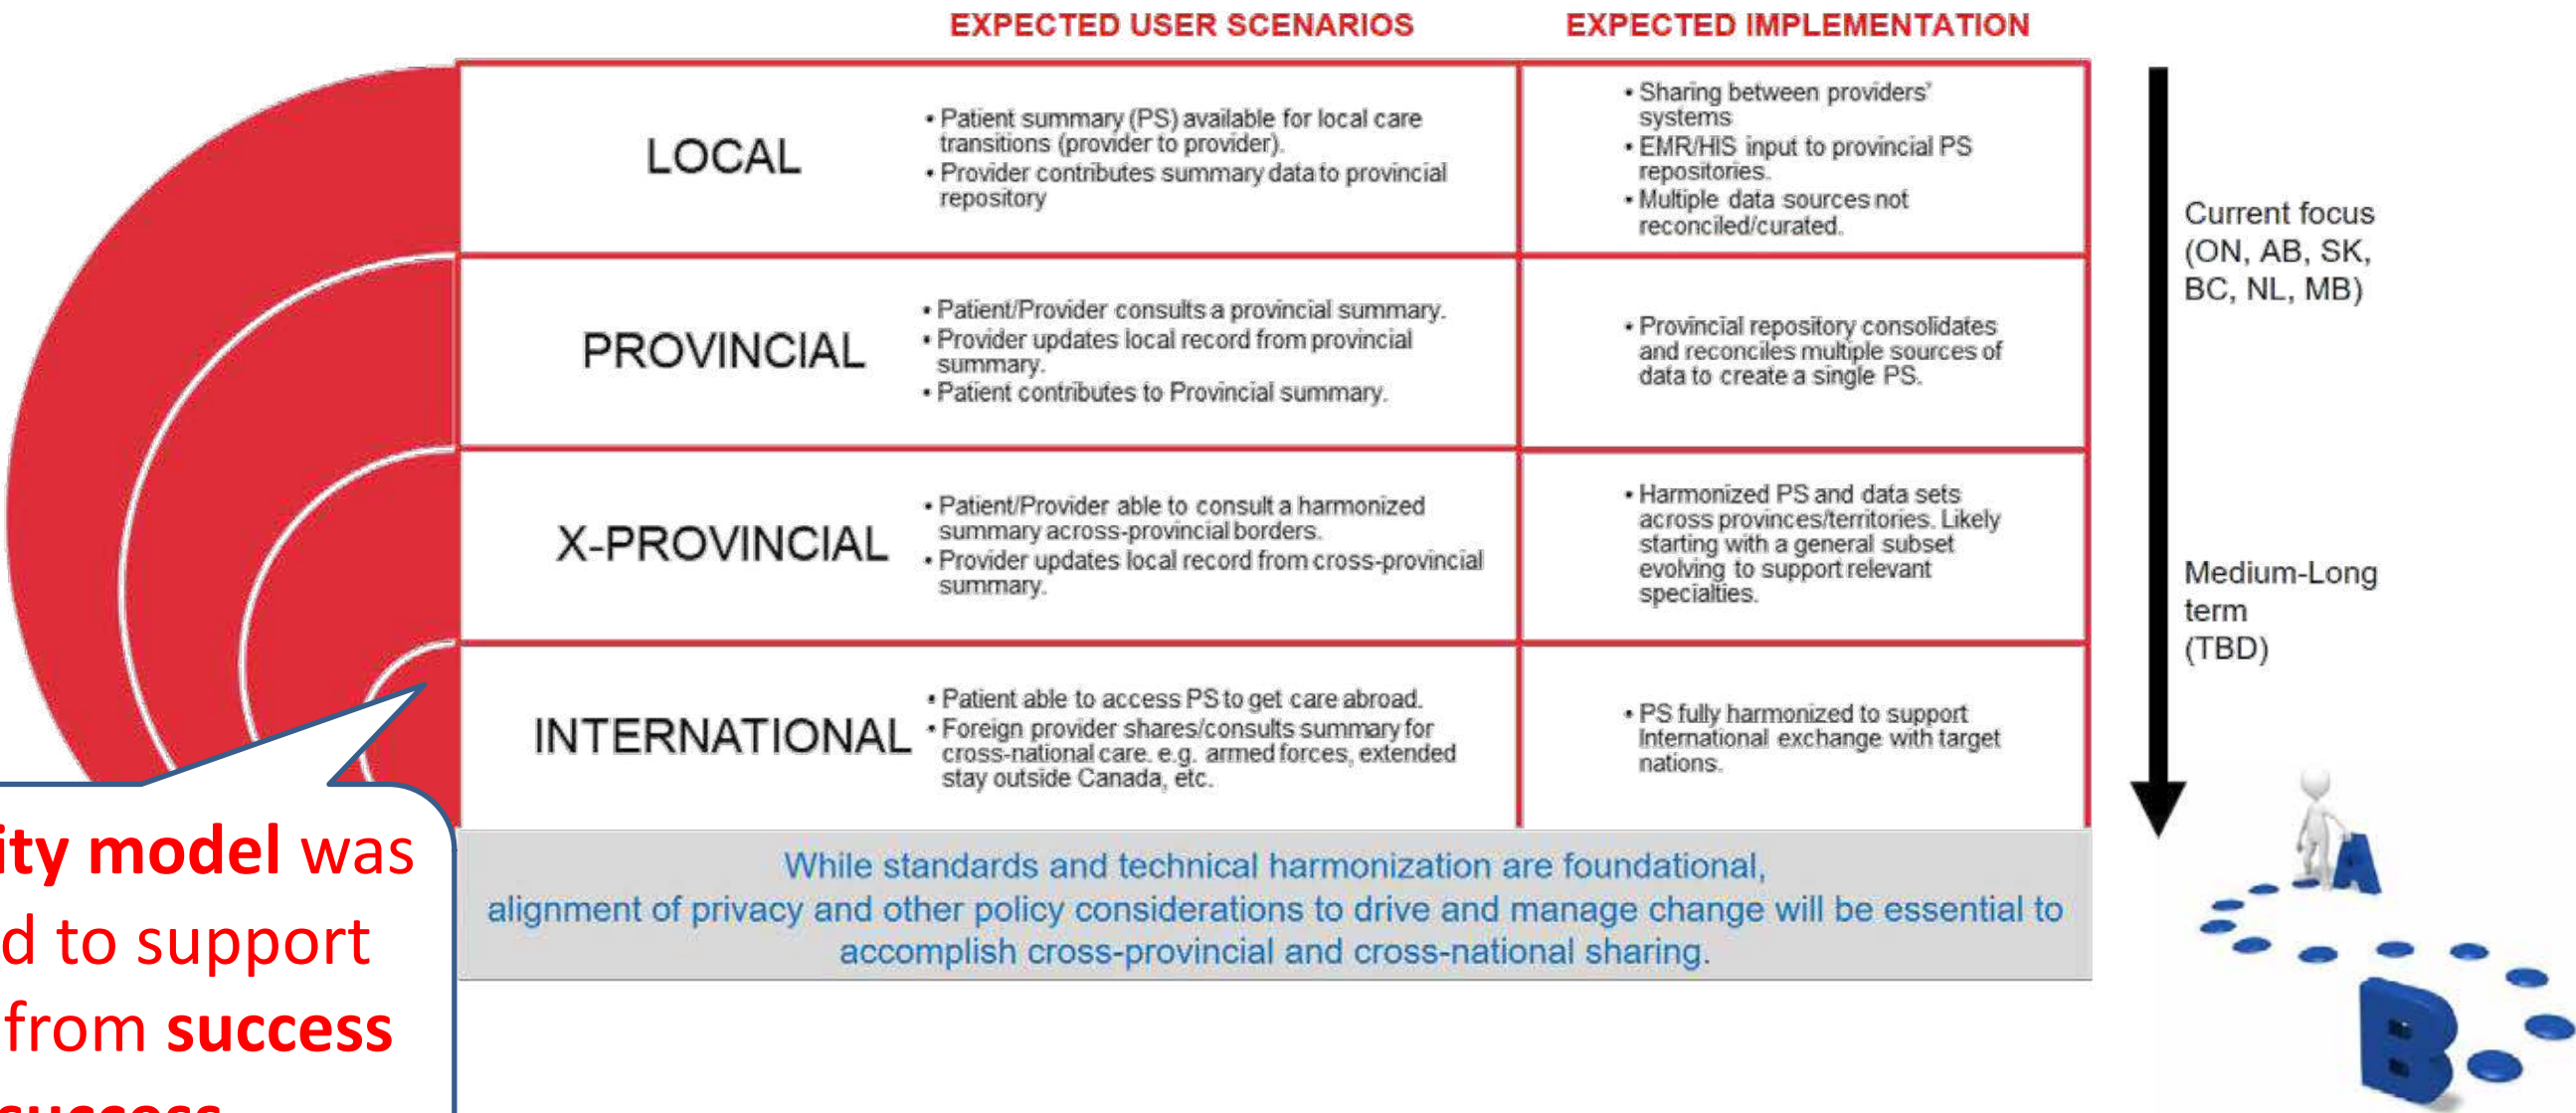 EXPECTED USER SCENARIOS
EXPECTED IMPLEMENTATION
LOCAL
• Patient summary (PS) available for local care
transitions (provider to provider).
• Provider contributes summary data to provincial
repository
• Sharing between providers'
systems
• EMR/HIS input to provincial PS
repositories.
• Multiple data sources not
reconciled/curated.
PROVINCIAL
• Patient/Provider consults a provincial summary.
• Provider updates local record from provincial
summary.
• Patient contributes to Provincial summary.
• Provincial repository consolidates
and reconciles multiple sources of
data to create a single PS.
X-PROVINCIAL
• Patient/Provider able to consult a harmonized
summary across-provincial borders.
• Provider updates local record from cross-provincial
summary.
• Harmonized PS and data sets
across provinces/territories. Likely
starting with a general subset
evolving to support relevant
specialties.
INTERNATIONAL
• Patient able to access PS to get care abroad.
• Foreign provider shares/consults summary for
cross-national care. e.g. armed forces, extended
stay outside Canada, etc.
• PS fully harmonized to support
International exchange with target
nations.
While standards and technical harmonization are foundational,
alignment of privacy and other policy considerations to drive and manage change will be essential to
accomplish cross-provincial and cross-national sharing.
Current focus
(ON, AB, SK,
BC, NL, MB)
Medium-Long
term
(TBD)
A
B
ity model was
d to support
from success
success